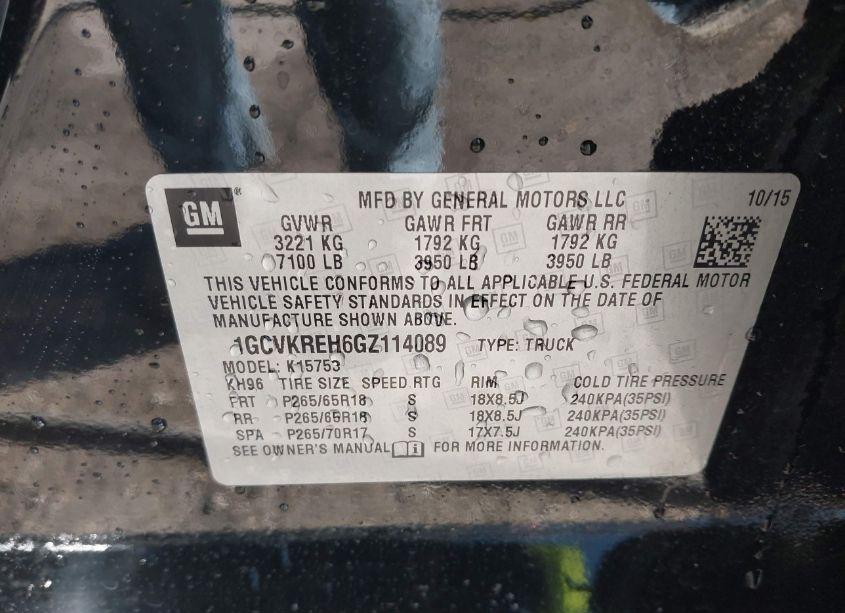 GM ®
MFD BY GENERAL MOTORS LLC 10/15
GVWR GAWR FRT GAWR RR
3221 KG 1792 KG 1792 KG
7100 LB 3950 LB 3950 LB
THIS VEHICLE CONFORMS TO ALL APPLICABLE U.S. FEDERAL MOTOR
VEHICLE SAFETY STANDARDS IN EFFECT ON THE DATE OF
MANUFACTURE SHOWN ABOVE.
1GCVKREH6GZ114089 TYPE: TRUCK
MODEL: K15753
KH96 TIRE SIZE SPEED RTG RIM COLD TIRE PRESSURE
FRT P265/65R18 S 18X8.5J 240KPA(35PSI)
RR P265/65R18 S 18X8.5J 240KPA(35PSI)
SPA P265/70R17 S 17X7.5J 240KPA(35PSI)
SEE OWNER'S MANUAL FOR MORE INFORMATION.